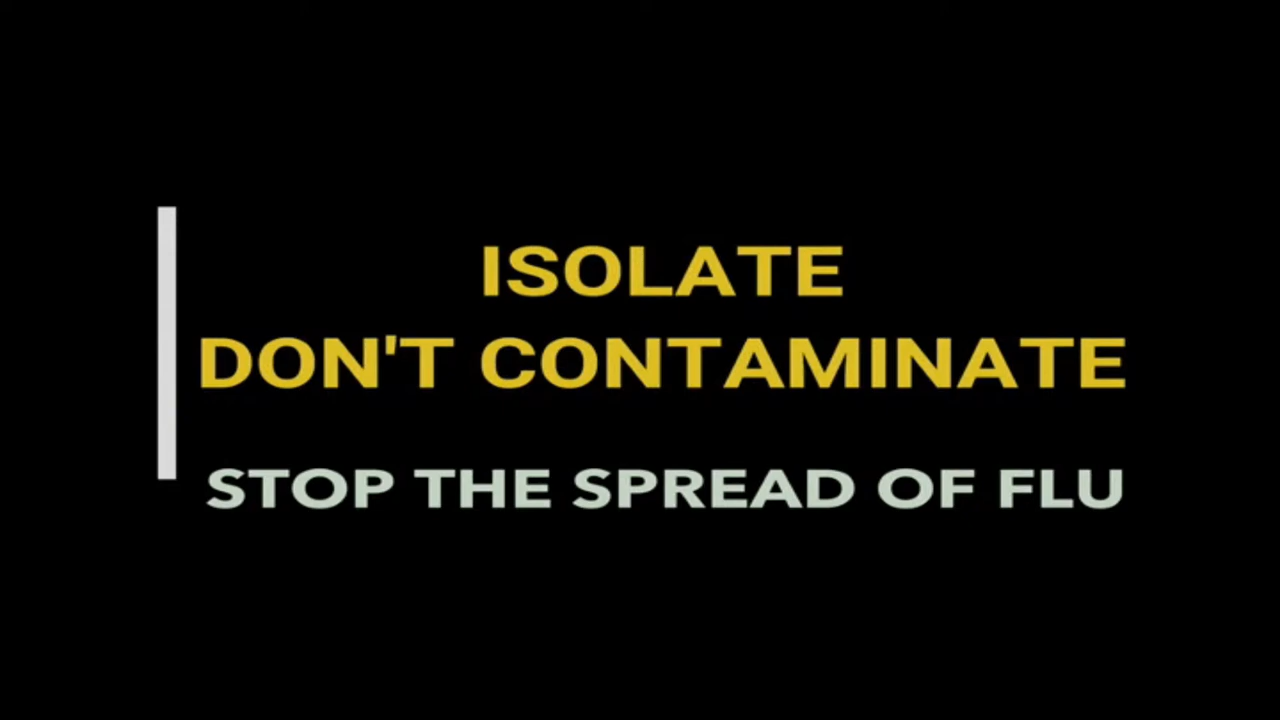 ISOLATE
DON'T CONTAMINATE
STOP THE SPREAD OF FLU